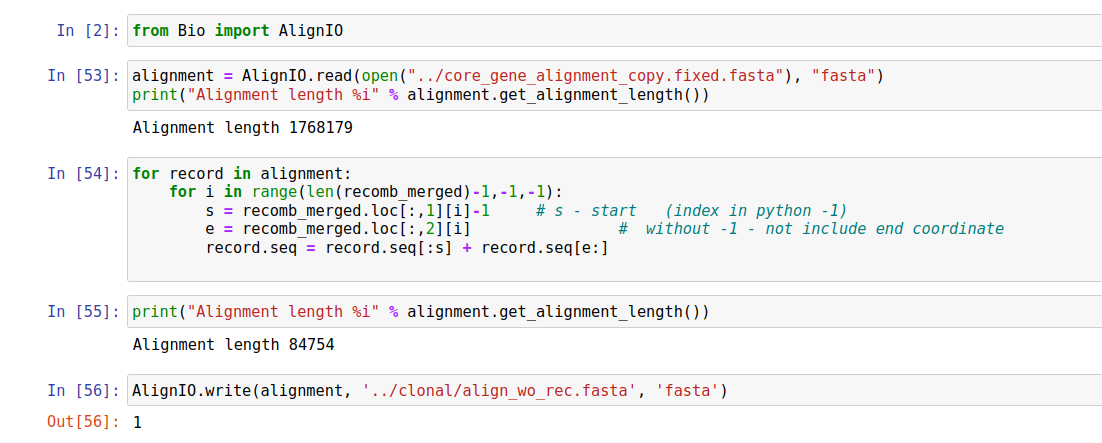 In [2]: from Bio import AlignIO
In [53]: alignment = AlignIO.read(open("../core_gene_alignment_copy.fixed.fasta"), "fasta")
print("Alignment length %i" % alignment.get_alignment_length())
Alignment length 1768179
In [54]: for record in alignment:
    for i in range(len(recomb_merged)-1,-1,-1):
        s = recomb_merged.loc[:,1][i]-1     # s - start   (index in python -1)
        e = recomb_merged.loc[:,2][i]                #  without -1 - not include end coordinate
        record.seq = record.seq[:s] + record.seq[e:]
In [55]: print("Alignment length %i" % alignment.get_alignment_length())
Alignment length 84754
In [56]: AlignIO.write(alignment, '../clonal/align_wo_rec.fasta', 'fasta')
Out[56]: 1